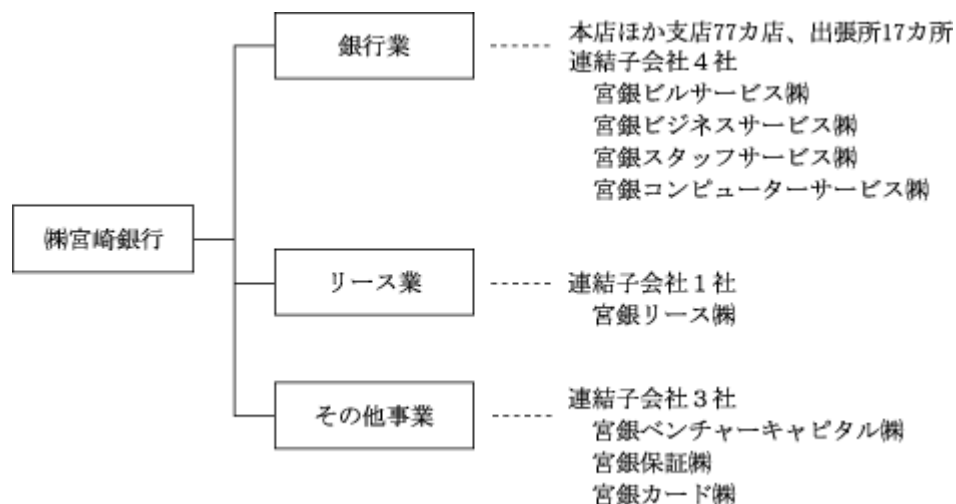 ㈱宮崎銀行
銀行業
本店ほか支店77カ店、出張所17カ所
連結子会社４社
宮銀ビルサービス㈱
宮銀ビジネスサービス㈱
宮銀スタッフサービス㈱
宮銀コンピューターサービス㈱
リース業
連結子会社１社
宮銀リース㈱
その他事業
連結子会社３社
宮銀ベンチャーキャピタル㈱
宮銀保証㈱
宮銀カード㈱